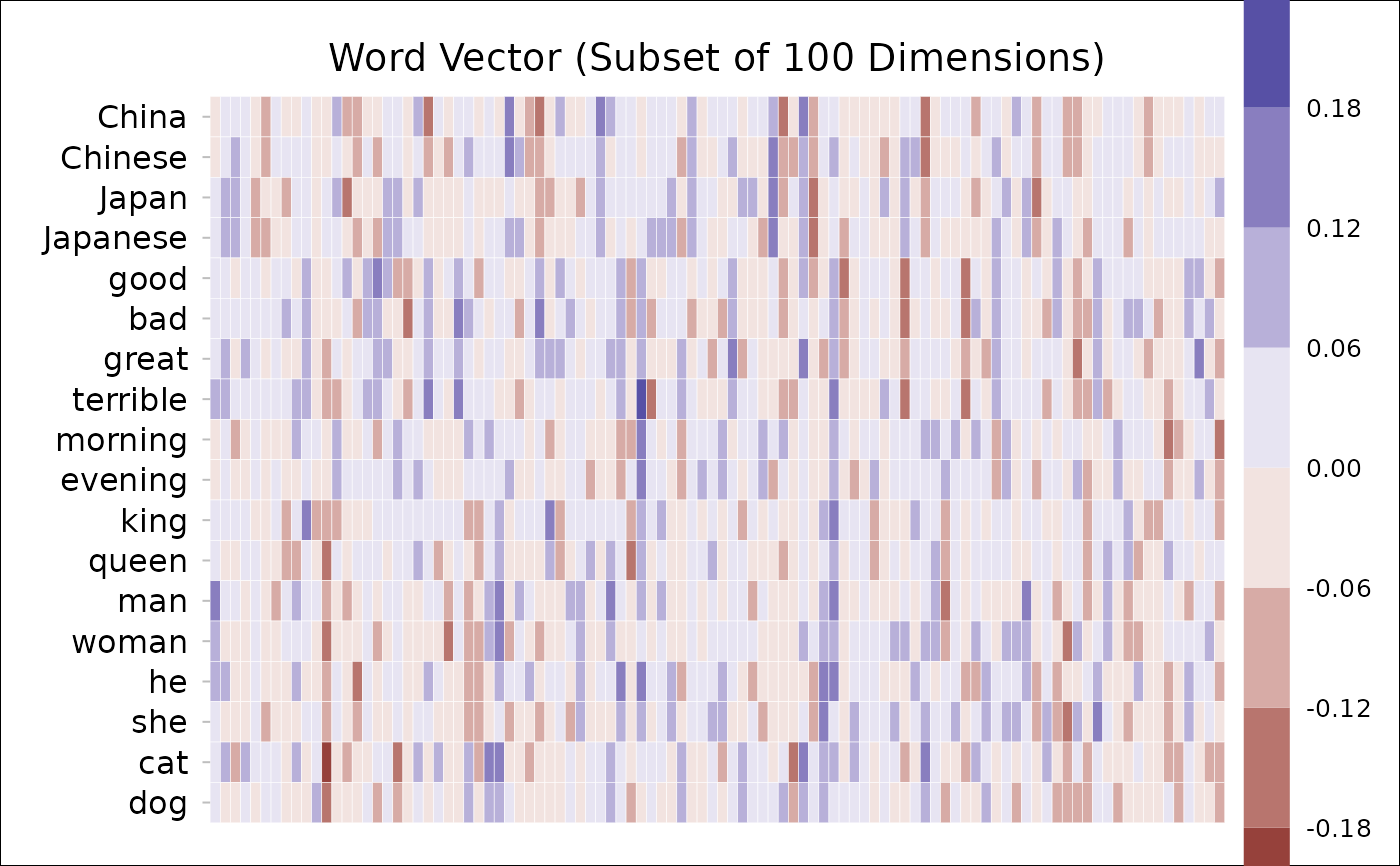 Word Vector (Subset of 100 Dimensions)
China
Chinese
Japan
Japanese
good
bad
great
terrible
morning
evening
king
queen
man
woman
he
she
cat
dog
0.18
0.12
0.06
0.00
-0.06
-0.12
-0.18